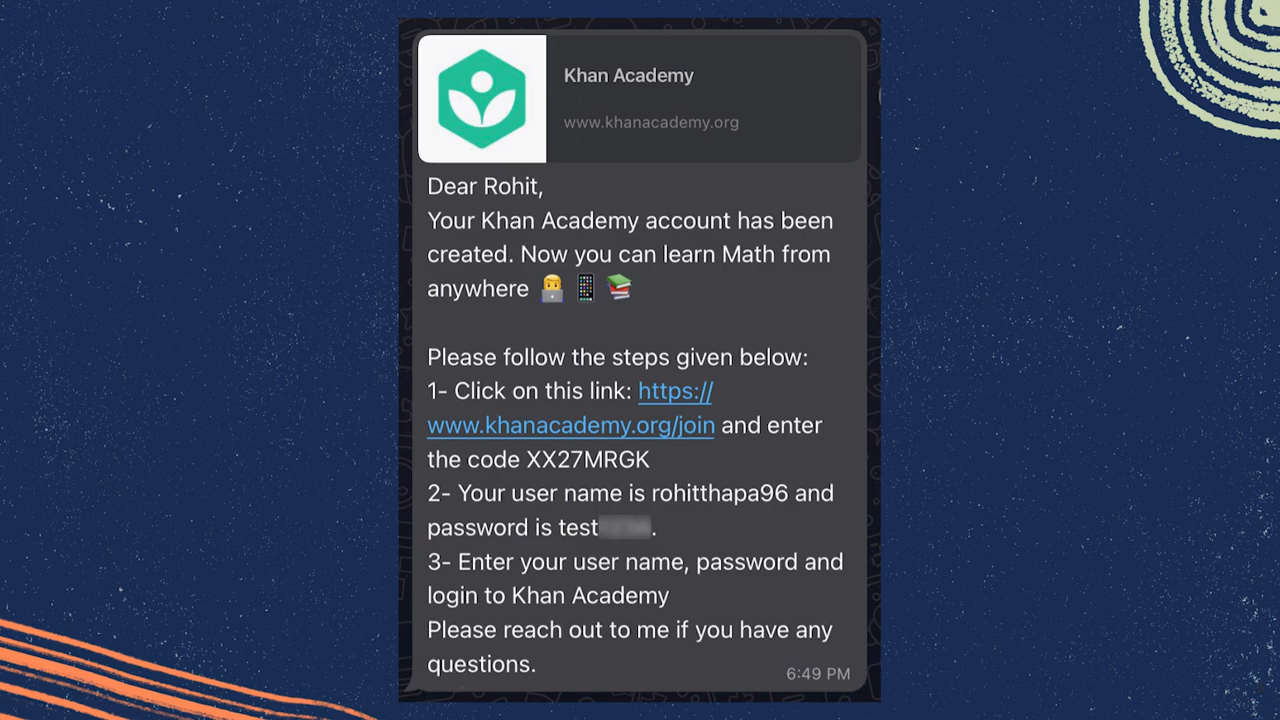 Khan Academy
www.khanacademy.org
Dear Rohit,
Your Khan Academy account has been
created. Now you can learn Math from
anywhere 👨‍💻 📱 📚
Please follow the steps given below:
1- Click on this link: https://
www.khanacademy.org/join and enter
the code XX27MRGK
2- Your user name is rohitthapa96 and
password is test .
3- Enter your user name, password and
login to Khan Academy
Please reach out to me if you have any
questions.
6:49 PM